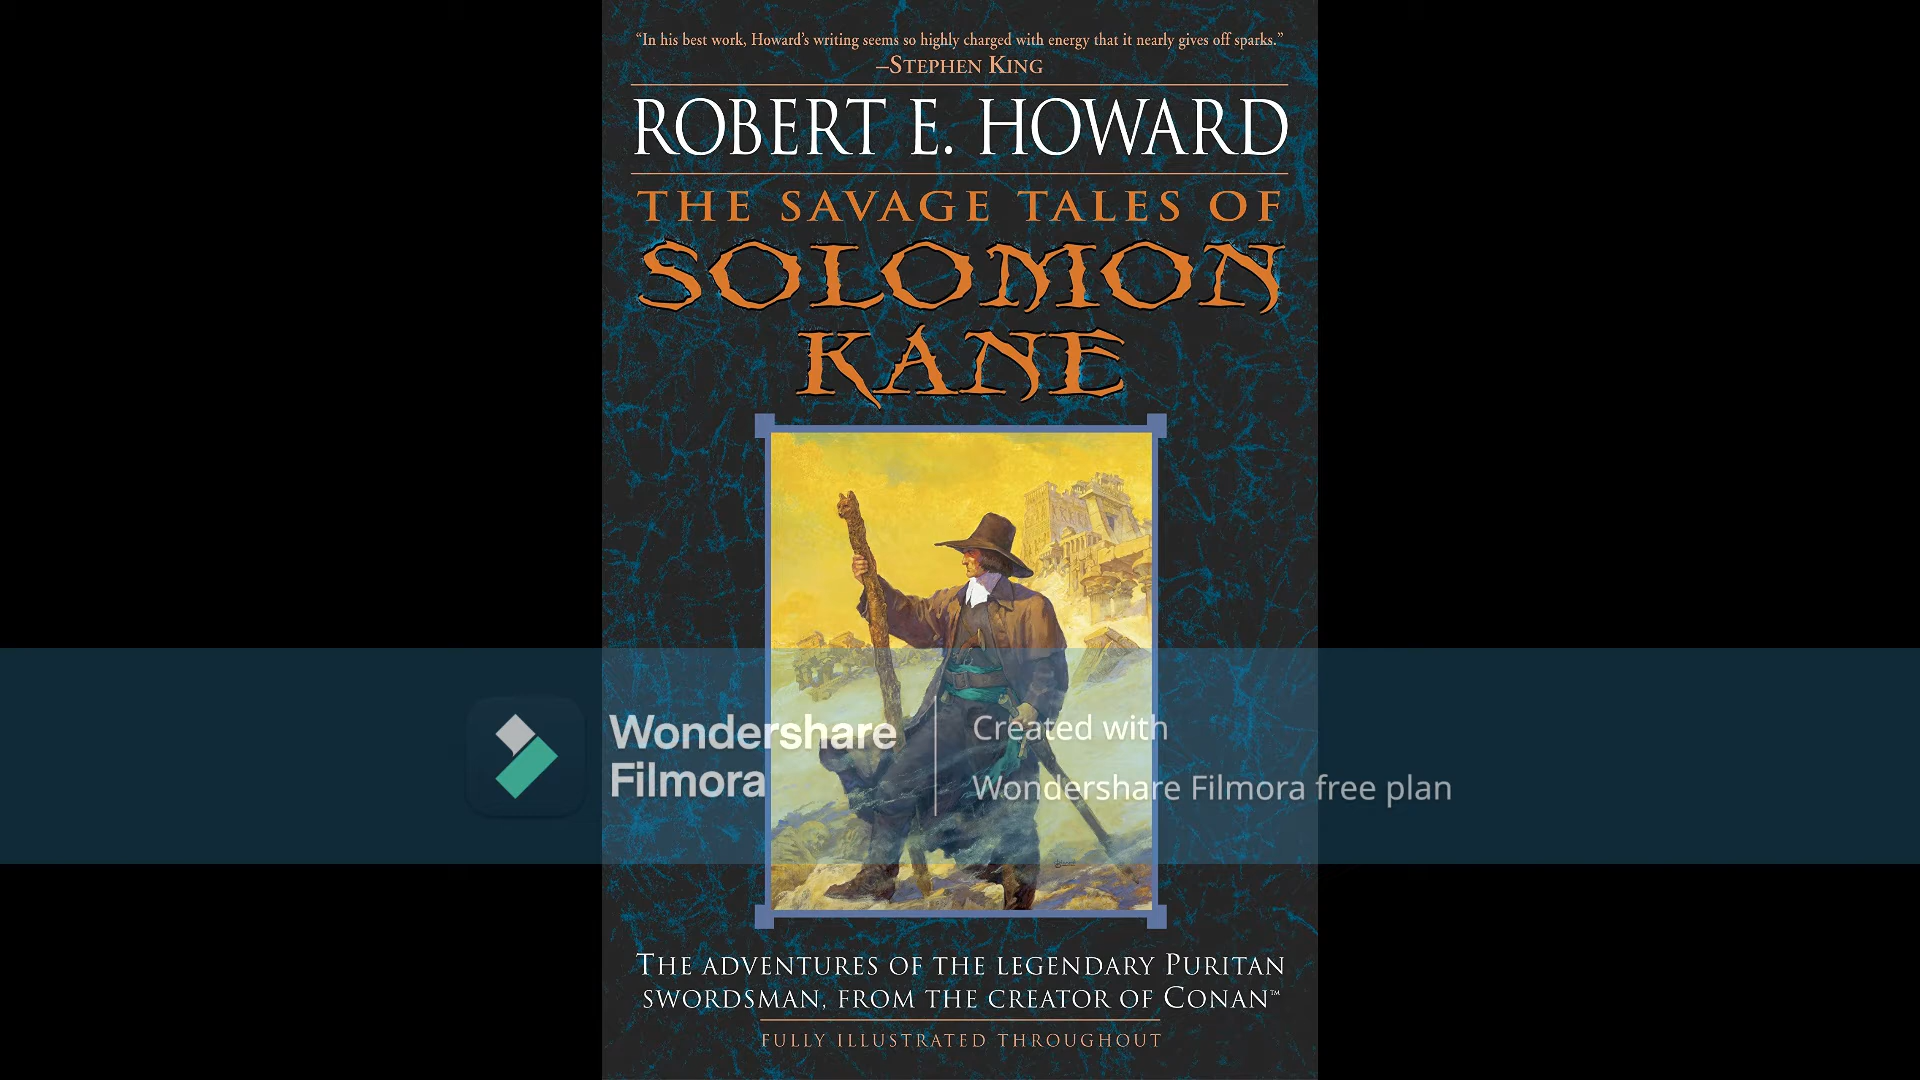 “In his best work, Howard’s writing seems so highly charged with energy that it nearly gives off sparks.”
–STEPHEN KING
ROBERT E. HOWARD
THE SAVAGE TALES OF
SOLOMON
KANE
Wondershare
Filmora
Created with
Wondershare Filmora free plan
THE ADVENTURES OF THE LEGENDARY PURITAN
SWORDSMAN, FROM THE CREATOR OF CONAN™
FULLY ILLUSTRATED THROUGHOUT